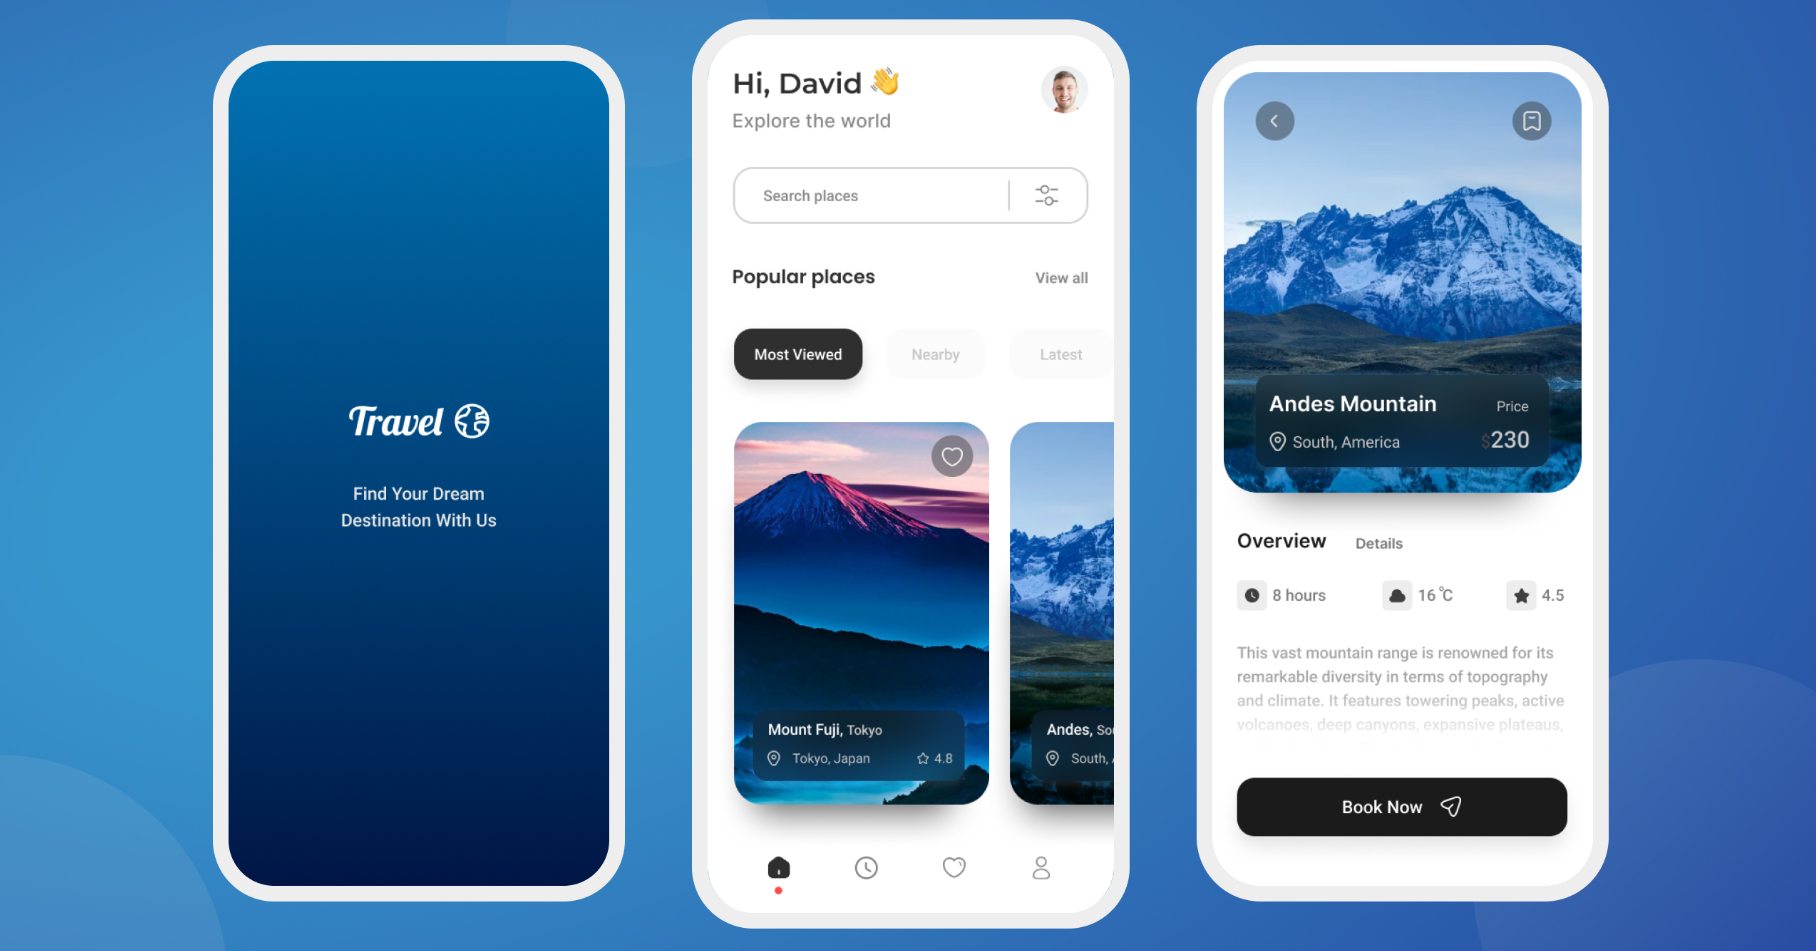 Travel
Find Your Dream
Destination With Us
Hi, David 👋
Explore the world
Search places
Popular places
View all
Most Viewed
Nearby
Latest
Mount Fuji, Tokyo
Tokyo, Japan
4.8
Andes,
South,
Andes Mountain
Price
South, America
$230
Overview
Details
8 hours
16°C
4.5
This vast mountain range is renowned for its
remarkable diversity in terms of topography
and climate. It features towering peaks, active
volcanoes, deep canyons, expansive plateaus,
Book Now